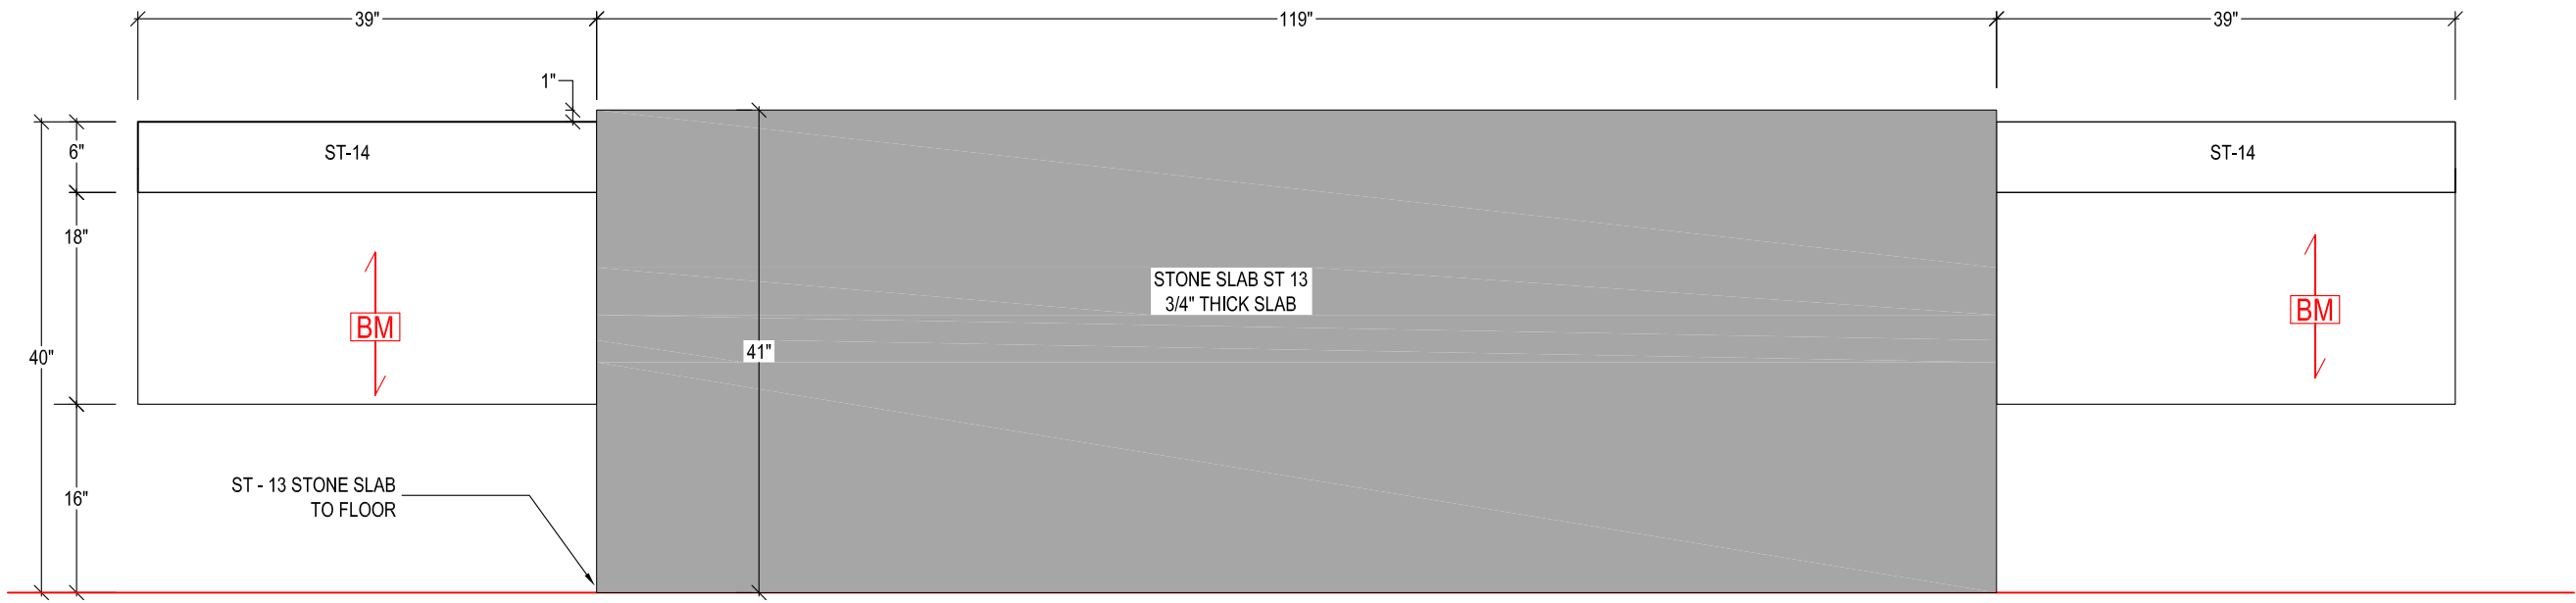 39"
119"
39"
1"
6"
ST-14
ST-14
18"
STONE SLAB ST 13
3/4" THICK SLAB
BM
BM
40"
41"
ST - 13 STONE SLAB
TO FLOOR
16"